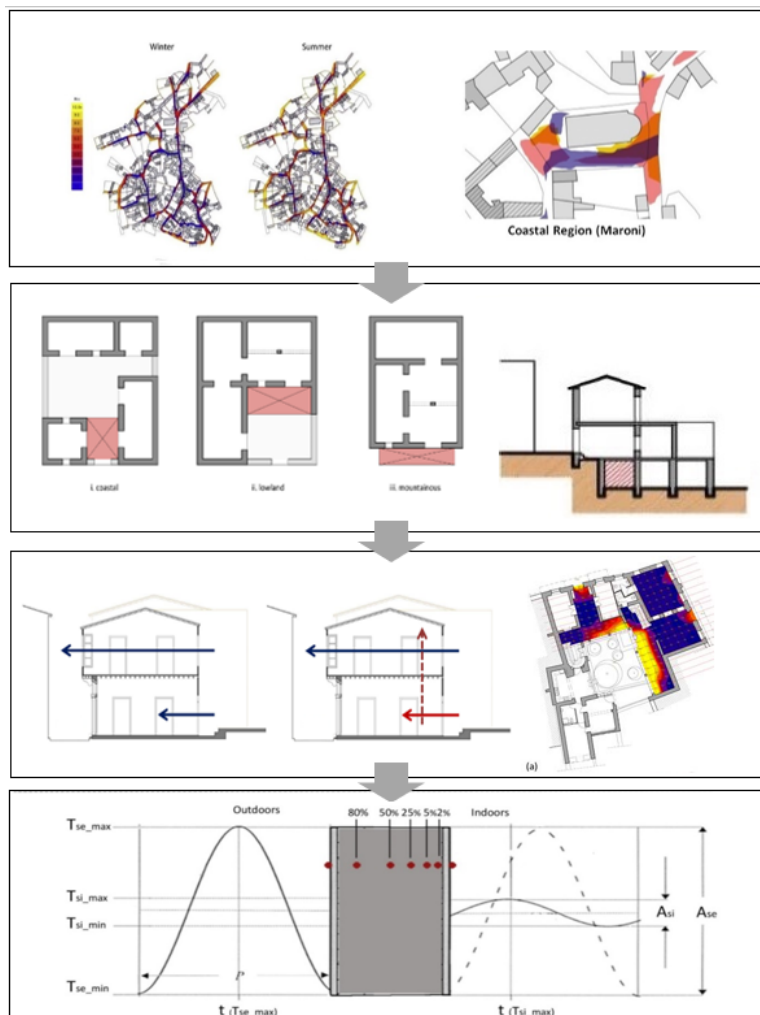 Winter
Summer
Coastal Region (Maroni)
i. coastal
ii. lowland
iii. mountainous
(a)
Outdoors
80% 50% 25% 5%2%
Indoors
Tse_max
Tsi_max
Tsi_min
Tse_min
P
Asi
Ase
t (Tse_max)
t (Tsi_max)